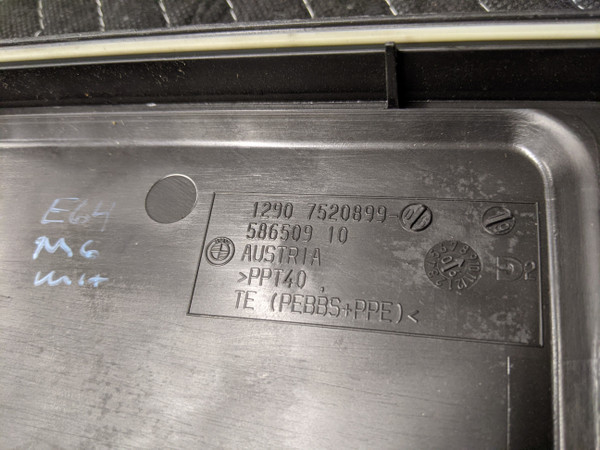 E64
M6
1290 7520899-
586509 10
AUSTRIA
>PPT40
TE (PEBBS+PPE)<